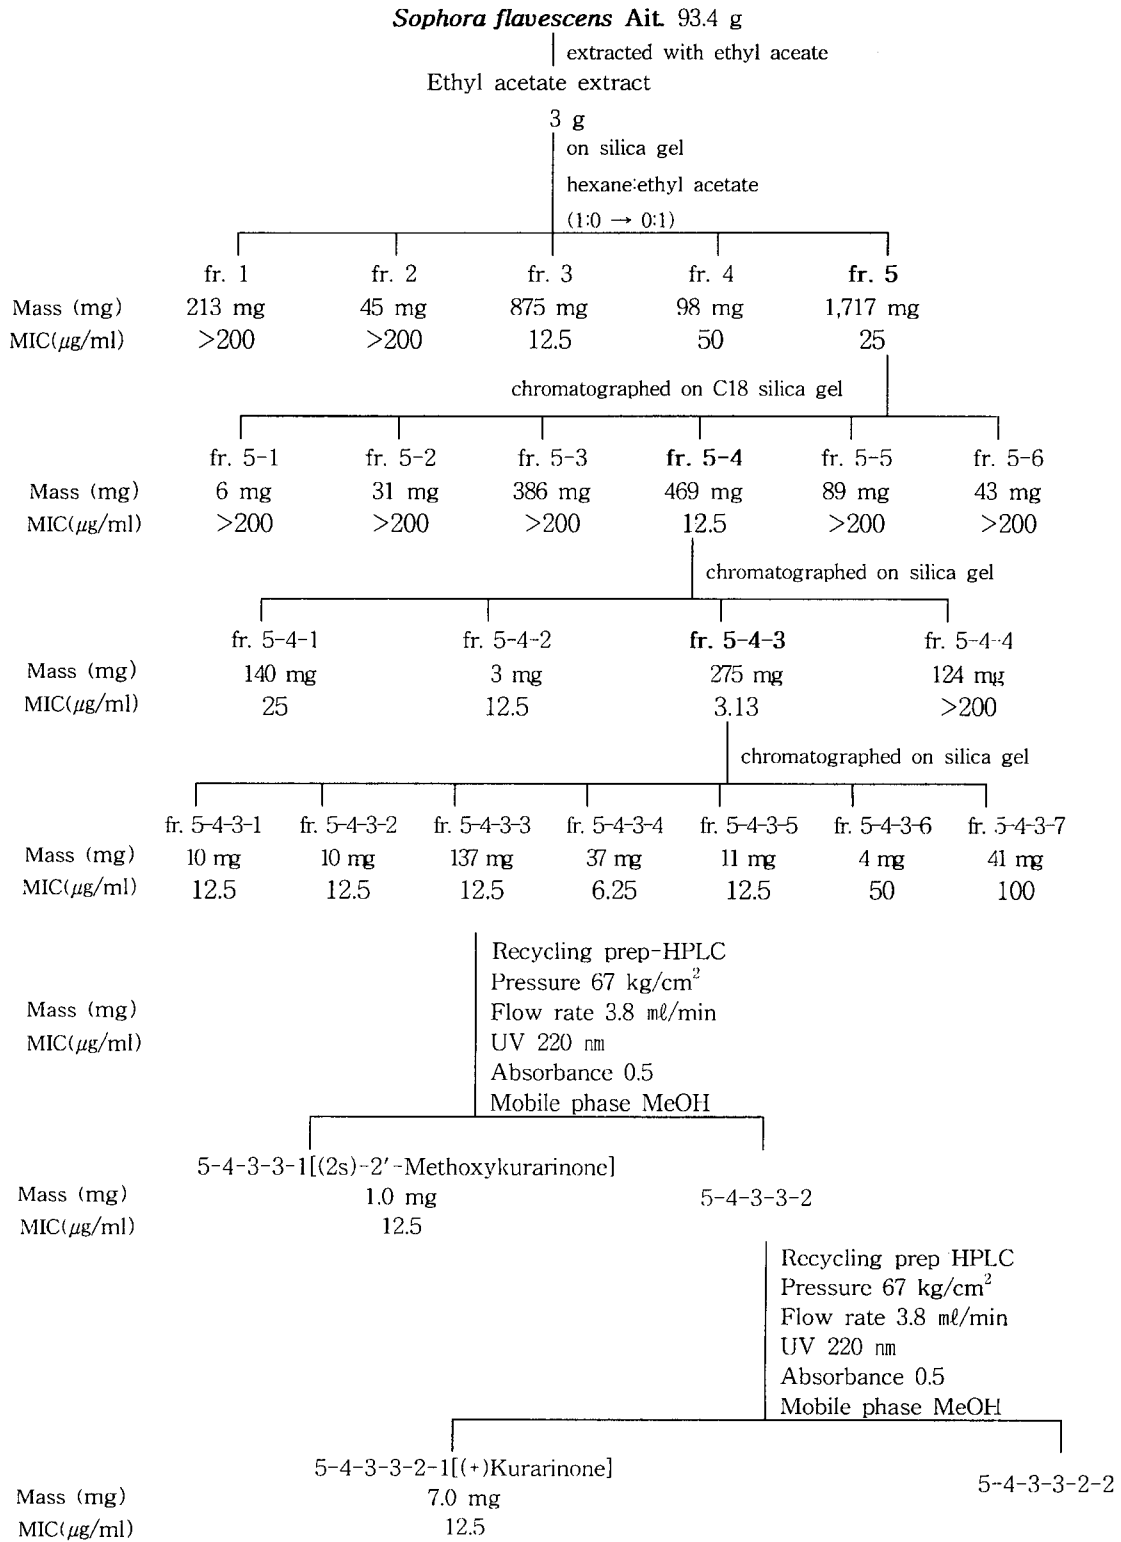 Sophora flavescens Ait. 93.4 g
extracted with ethyl aceate
Ethyl acetate extract
3 g
on silica gel
hexane:ethyl acetate
(1:0 → 0:1)
fr. 1 fr. 2 fr. 3 fr. 4 fr. 5
Mass (mg) 213 mg 45 mg 875 mg 98 mg 1,717 mg
MIC(μg/ml) >200 >200 12.5 50 25
chromatographed on C18 silica gel
fr. 5-1 fr. 5-2 fr. 5-3 fr. 5-4 fr. 5-5 fr. 5-6
Mass (mg) 6 mg 31 mg 386 mg 469 mg 89 mg 43 mg
MIC(μg/ml) >200 >200 >200 12.5 >200 >200
chromatographed on silica gel
fr. 5-4-1 fr. 5-4-2 fr. 5-4-3 fr. 5-4-4
Mass (mg) 140 mg 3 mg 275 mg 124 mg
MIC(μg/ml) 25 12.5 3.13 >200
chromatographed on silica gel
fr. 5-4-3-1 fr. 5-4-3-2 fr. 5-4-3-3 fr. 5-4-3-4 fr. 5-4-3-5 fr. 5-4-3-6 fr. 5-4-3-7
Mass (mg) 10 mg 10 mg 137 mg 37 mg 11 mg 4 mg 41 mg
MIC(μg/ml) 12.5 12.5 12.5 6.25 12.5 50 100
Recycling prep-HPLC
Pressure 67 kg/cm²
Mass (mg) Flow rate 3.8 mℓ/min
MIC(μg/ml) UV 220 nm
Absorbance 0.5
Mobile phase MeOH
5-4-3-3-1[(2s)-2′-Methoxykurarinone]
Mass (mg) 1.0 mg 5-4-3-3-2
MIC(μg/ml) 12.5
Recycling prep HPLC
Pressure 67 kg/cm²
Flow rate 3.8 mℓ/min
UV 220 nm
Absorbance 0.5
Mobile phase MeOH
5-4-3-3-2-1[(+)Kurarinone]
5-4-3-3-2-2
Mass (mg) 7.0 mg
MIC(μg/ml) 12.5